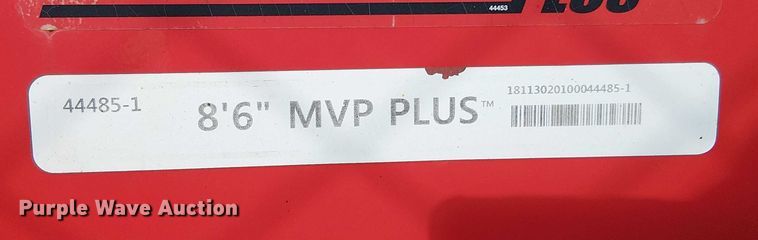 44453
44485-1
8'6" MVP PLUS™
18113020100044485-1
Purple Wave Auction